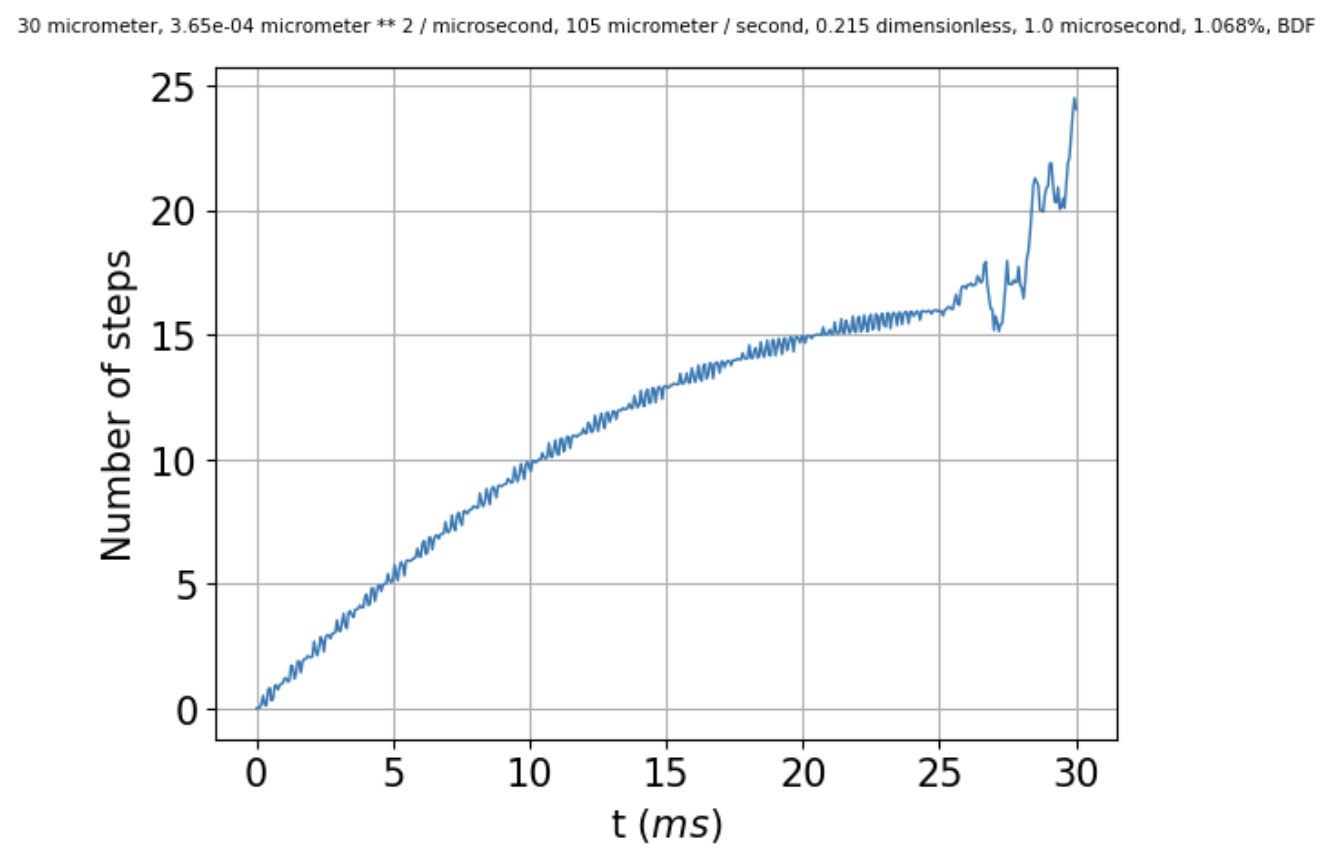 30 micrometer, 3.65e-04 micrometer ** 2 / microsecond, 105 micrometer / second, 0.215 dimensionless, 1.0 microsecond, 1.068%, BDF
25
20
15
10
5
0
Number of steps
0 5 10 15 20 25 30
t (ms)